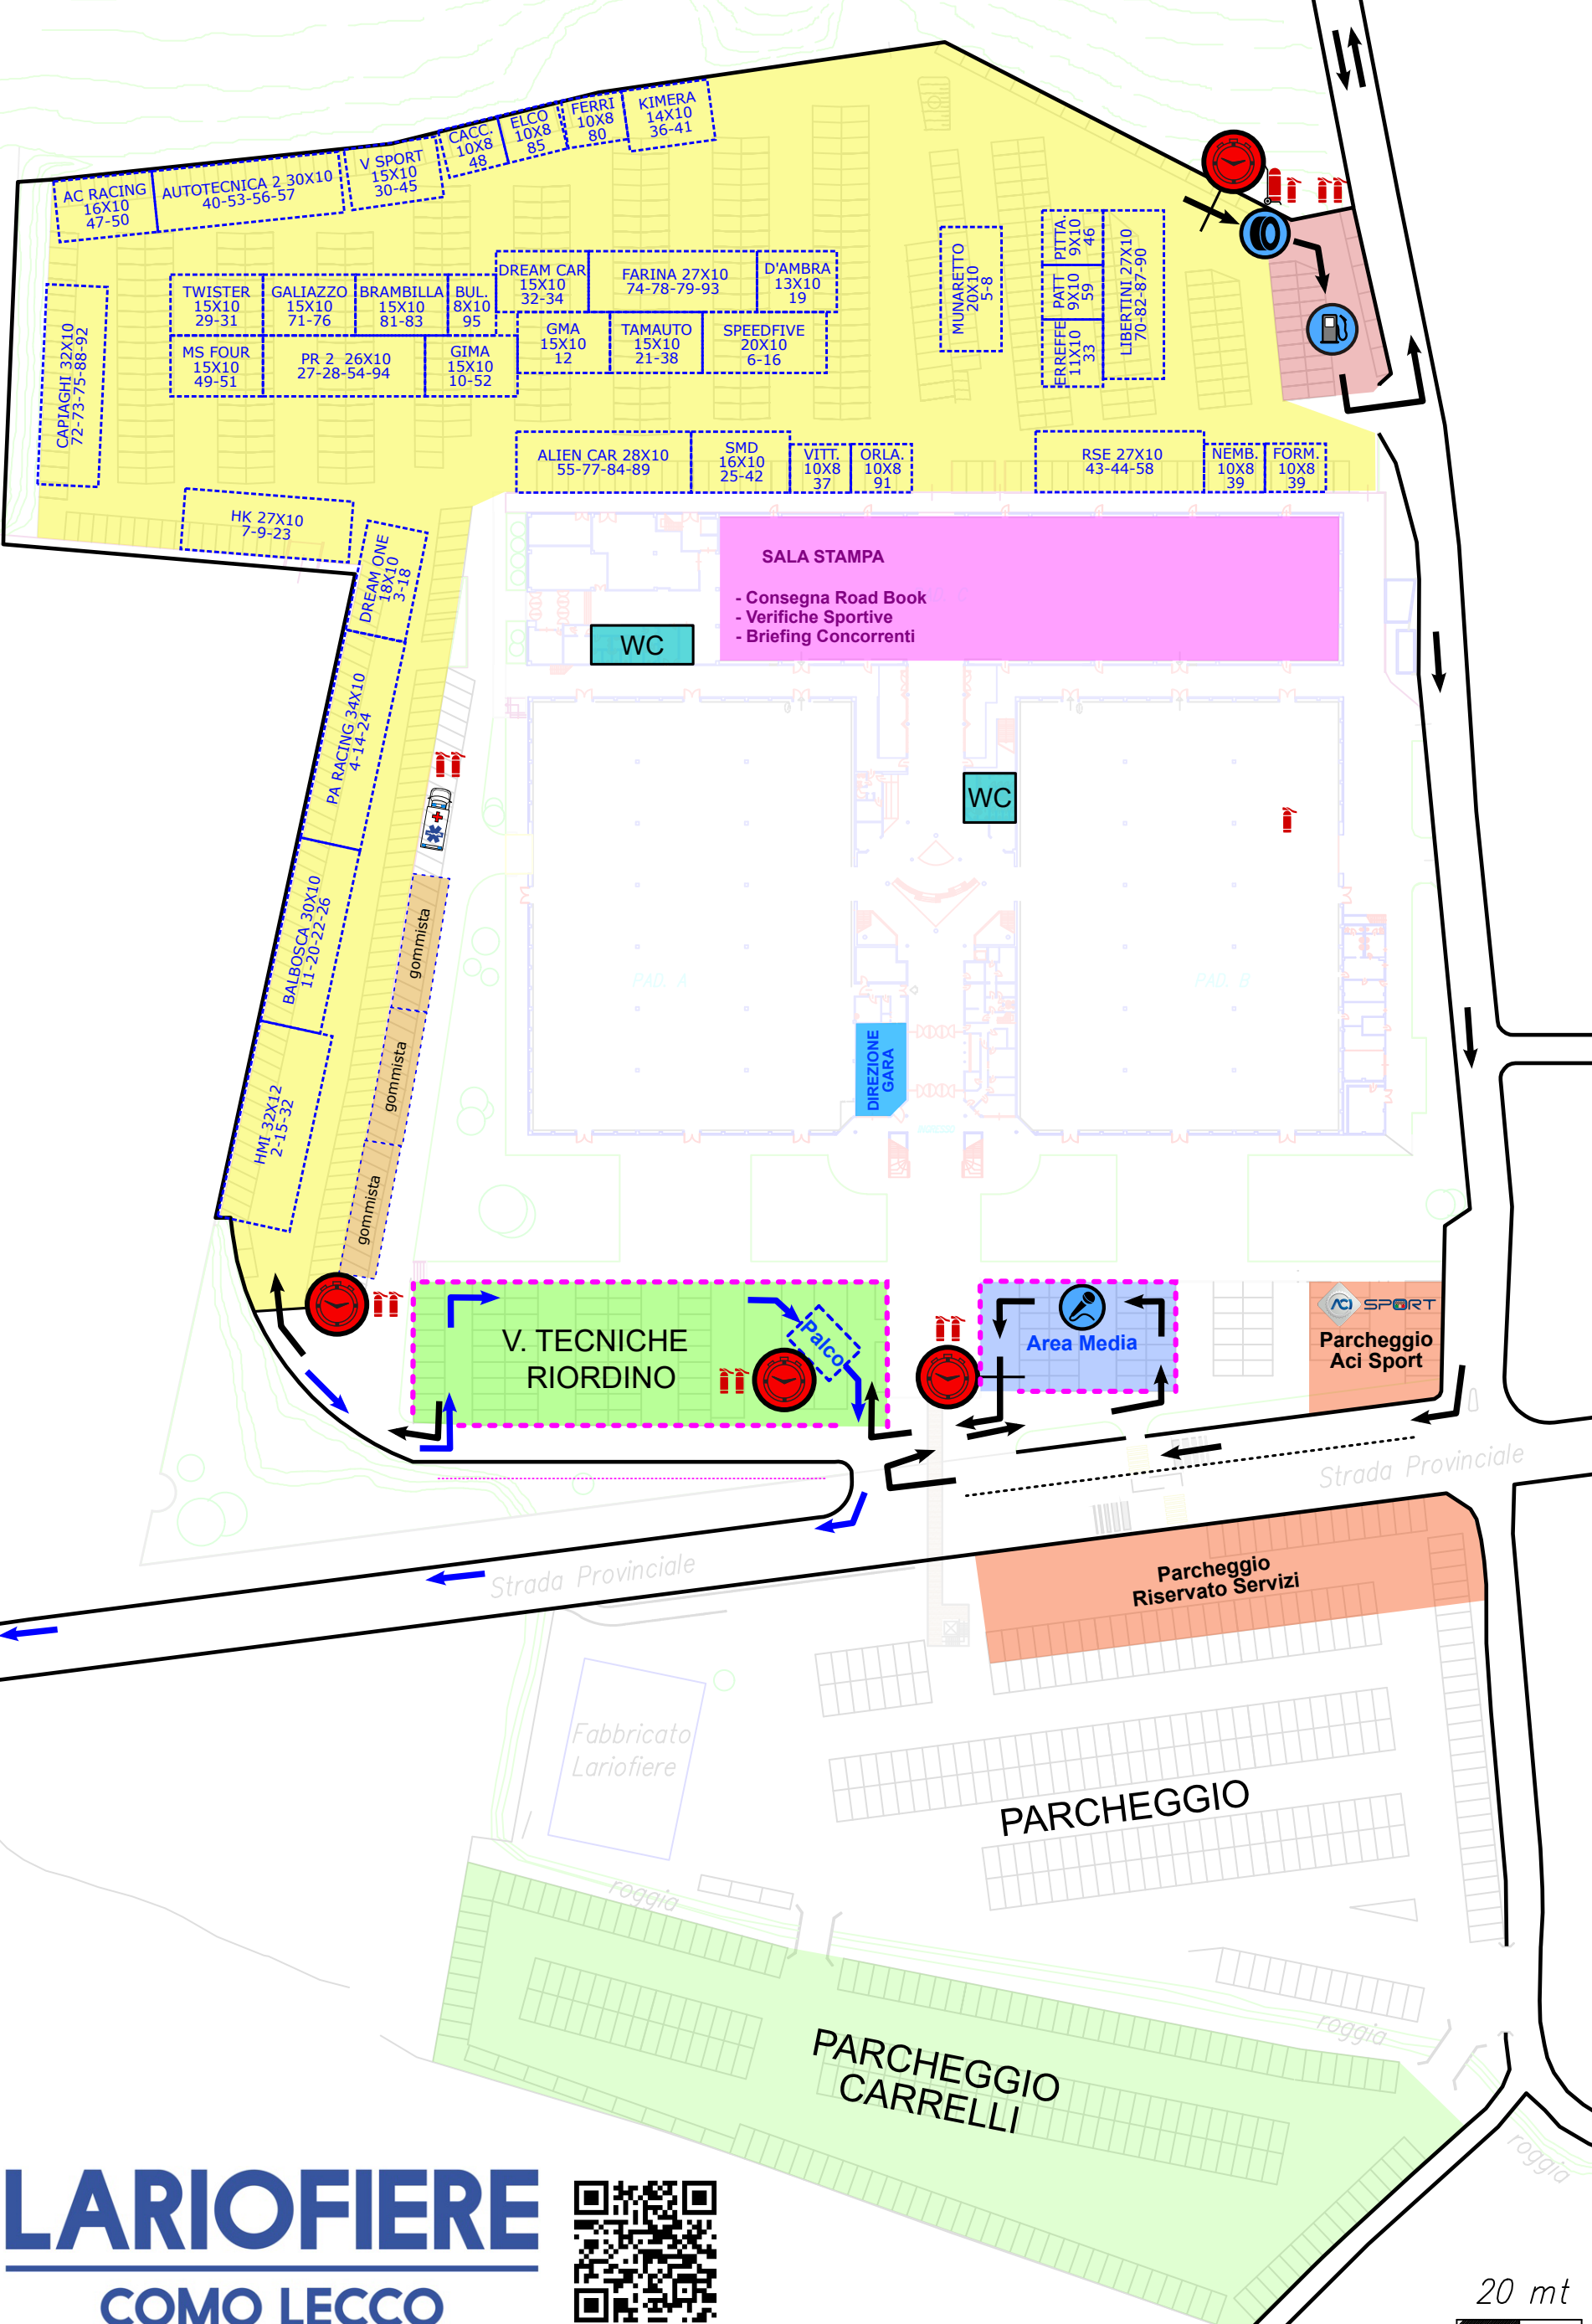 KIMERA
14X10
36-41
FERRI
10X8
80
ELCO
10X8
85
CACC.
10X8
48
V SPORT
15X10
30-45
AUTOTECNICA 2 30X10
40-53-56-57
AC RACING
16X10
47-50
CAPIAGHI 32X10
72-73-75-88-92
TWISTER
15X10
29-31
GALIAZZO
15X10
71-76
BRAMBILLA
15X10
81-83
BUL.
8X10
95
DREAM CAR
15X10
32-34
FARINA 27X10
74-78-79-93
D'AMBRA
13X10
19
MS FOUR
15X10
49-51
PR 2 26X10
27-28-54-94
GIMA
15X10
10-52
GMA
15X10
12
TAMAUTO
15X10
21-38
SPEEDFIVE
20X10
6-16
MUNARETTO
20X10
5-8
PITTA.
9X10
46
PATT
9X10
59
ERREFFE
11X10
33
LIBERTINI 27X10
70-82-87-90
ALIEN CAR 28X10
55-77-84-89
SMD
16X10
25-42
VITT.
10X8
37
ORLA.
10X8
91
RSE 27X10
43-44-58
NEMB.
10X8
39
FORM.
10X8
39
HK 27X10
7-9-23
DREAM ONE
18X10
3-18
PA RACING 34X10
4-14-24
BALBOSCA 30X10
11-20-22-26
HMI 32X12
2-15-32
gommista
gommista
gommista
SALA STAMPA
- Consegna Road Book
- Verifiche Sportive
- Briefing Concorrenti
WC
WC
PAD. A
PAD. B
DIREZIONE
GARA
V. TECNICHE
RIORDINO
Palco
Area Media
ACI SPORT
Parcheggio
Aci Sport
Strada Provinciale
Strada Provinciale
Parcheggio
Riservato Servizi
Fabbricato
Lariofiere
PARCHEGGIO
roggia
roggia
roggia
PARCHEGGIO
CARRELLI
LARIOFIERE
COMO LECCO
20 mt